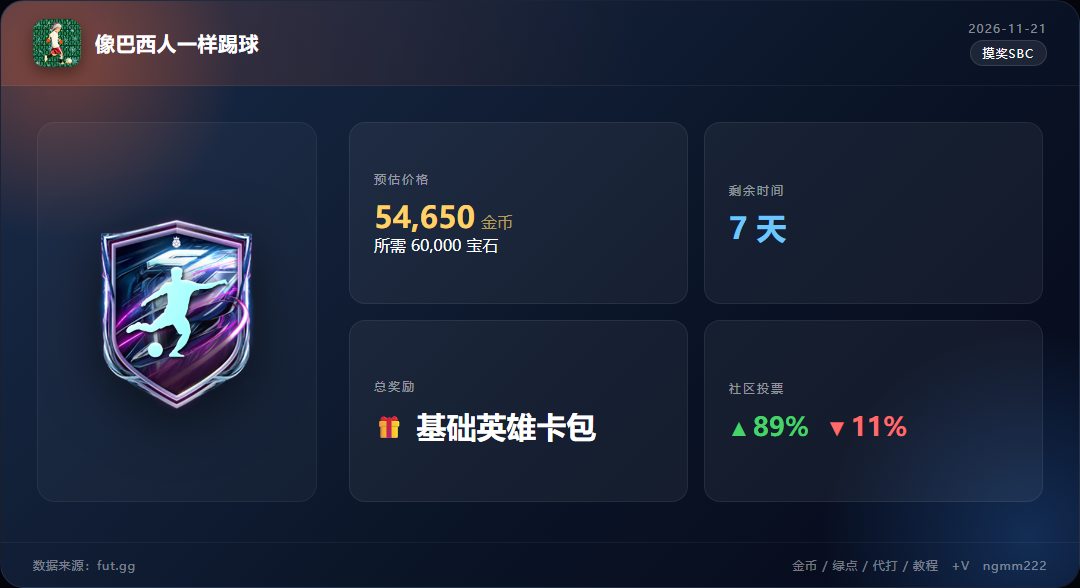 像巴西人一样踢球
2026-11-21
摸奖SBC
预估价格
54,650 金币
所需 60,000 宝石
剩余时间
7 天
总奖励
基础英雄卡包
社区投票
▲89% ▼11%
数据来源：fut.gg
金币 / 绿点 / 代打 / 教程 +V ngmm222